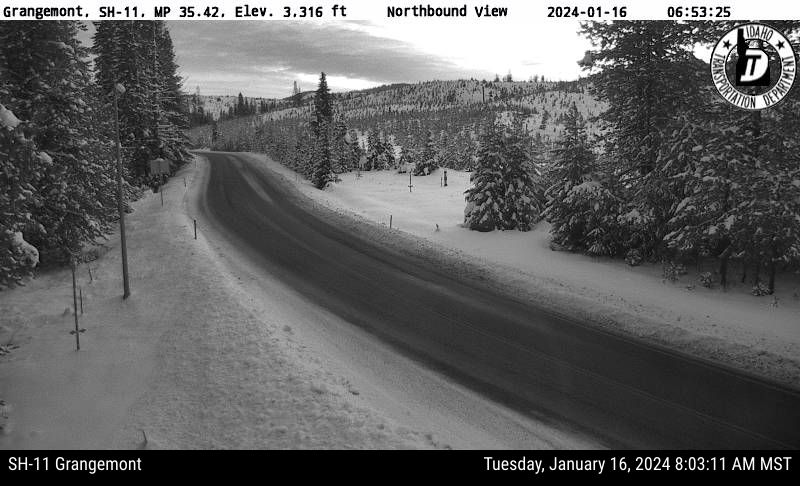 Grangemont, SH-11, MP 35.42, Elev. 3,316 ft Northbound View 2024-01-16 06:53:25
IDAHO
TRANSPORTATION DEPARTMENT
SH-11 Grangemont Tuesday, January 16, 2024 8:03:11 AM MST